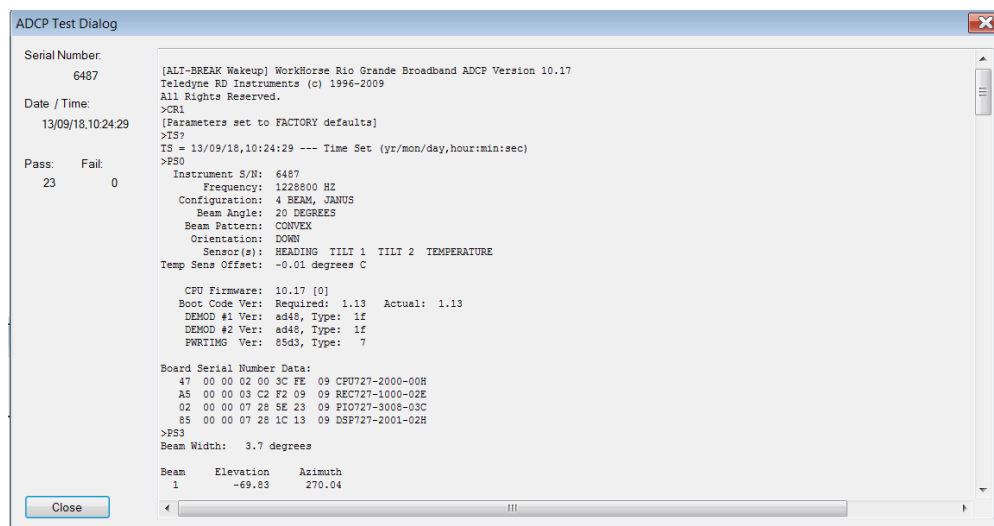 ADCP Test Dialog
Serial Number:
6487
Date / Time:
13/09/18,10:24:29
Pass: Fail:
23 0
[ALT-BREAK Wakeup] WorkHorse Rio Grande Broadband ADCP Version 10.17
Teledyne RD Instruments (c) 1996-2009
All Rights Reserved.
>CR1
[Parameters set to FACTORY defaults]
>TS?
TS = 13/09/18,10:24:29 --- Time Set (yr/mon/day,hour:min:sec)
>PS0
Instrument S/N: 6487
Frequency: 1228800 HZ
Configuration: 4 BEAM, JANUS
Beam Angle: 20 DEGREES
Beam Pattern: CONVEX
Orientation: DOWN
Sensor(s): HEADING TILT 1 TILT 2 TEMPERATURE
Temp Sens Offset: -0.01 degrees C
CPU Firmware: 10.17 [0]
Boot Code Ver: Required: 1.13 Actual: 1.13
DEMOD #1 Ver: ad48, Type: 1f
DEMOD #2 Ver: ad48, Type: 1f
PWRTIMG Ver: 85d3, Type: 7
Board Serial Number Data:
47 00 00 02 00 3C FE 09 CPU727-2000-00H
A5 00 00 03 C2 F2 09 09 REC727-1000-02E
02 00 00 07 28 5E 23 09 PIO727-3008-03C
85 00 00 07 28 1C 13 09 DSP727-2001-02H
>PS3
Beam Width: 3.7 degrees
Beam Elevation Azimuth
1 -69.83 270.04
Close